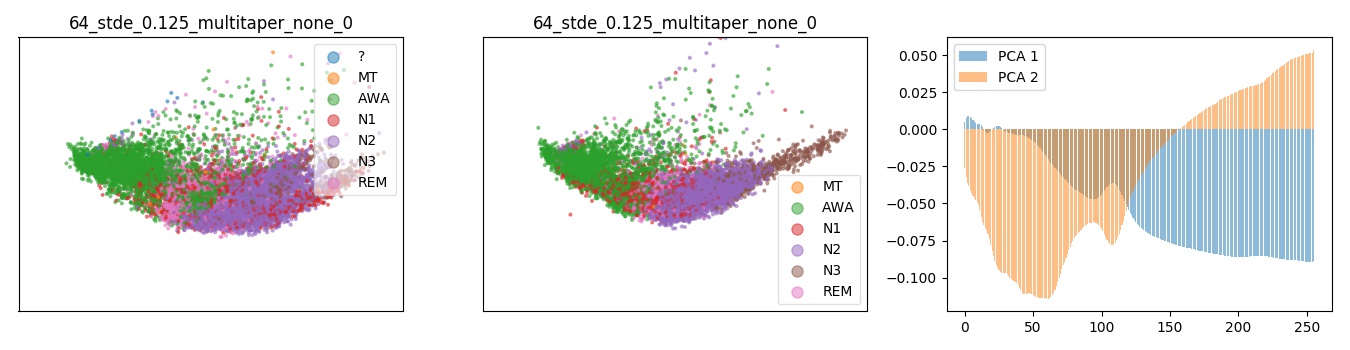 64_stde_0.125_multitaper_none_0
?
MT
AWA
N1
N2
N3
REM
64_stde_0.125_multitaper_none_0
MT
AWA
N1
N2
N3
REM
PCA 1
PCA 2
0.050
0.025
0.000
−0.025
−0.050
−0.075
−0.100
0 50 100 150 200 250